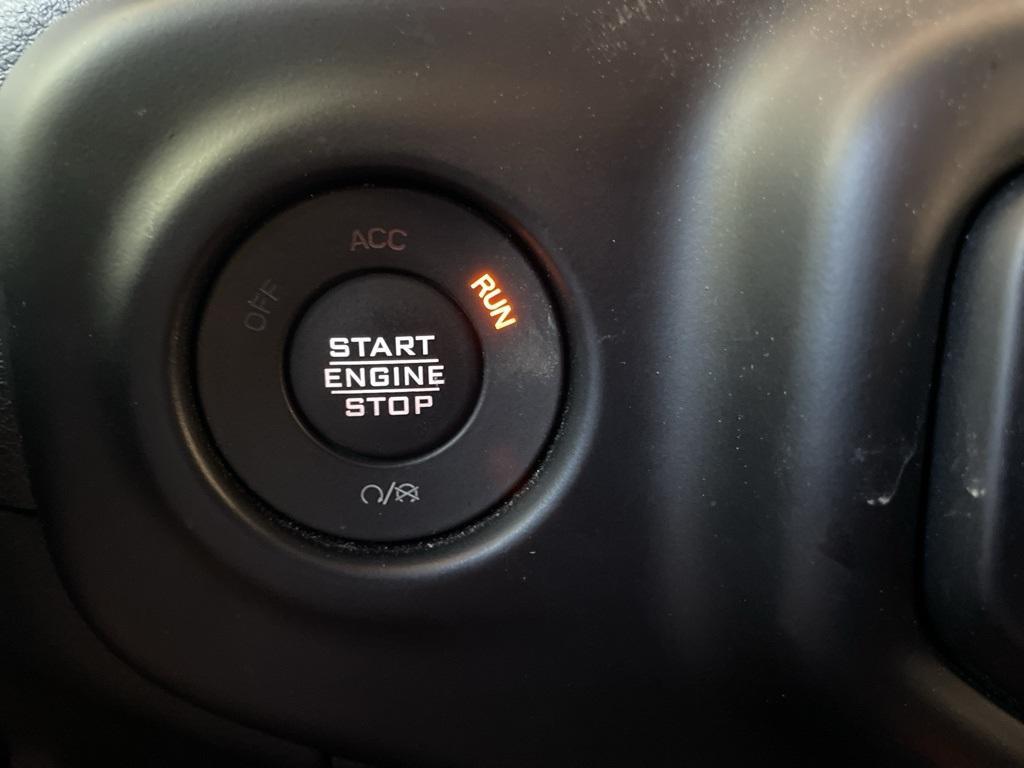 ACC
OFF
RUN
START
ENGINE
STOP